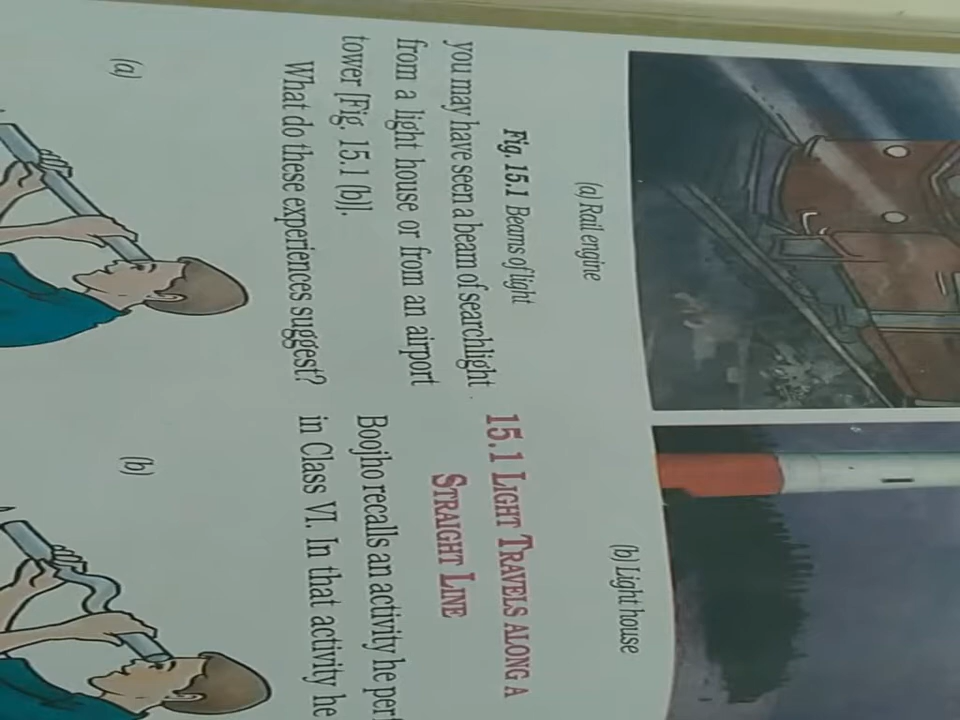 (a) Rail engine
(b) Light house
Fig. 15.1 Beams of light
you may have seen a beam of searchlight
from a light house or from an airport
tower [Fig. 15.1 (b)].
What do these experiences suggest?
15.1 LIGHT TRAVELS ALONG A
STRAIGHT LINE
Boojho recalls an activity he
in Class VI. In that activity he
(a)
(b)